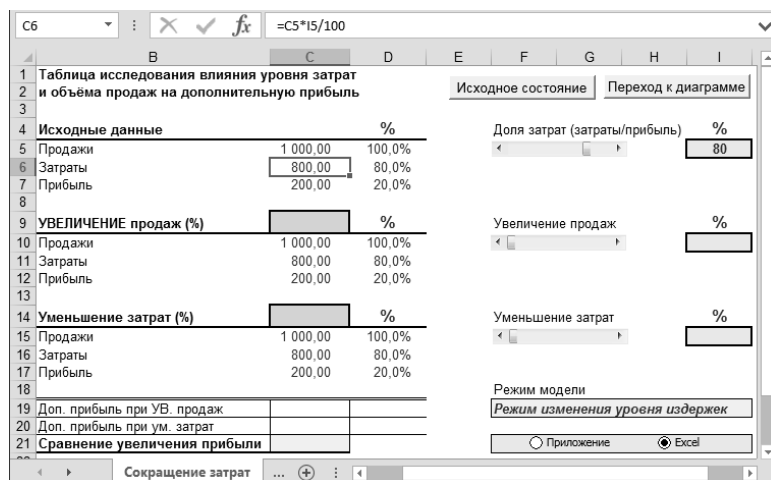 C6 fx =C5*I5/100
B C D E F G H I
1 Таблица исследования влияния уровня затрат
2 и объёма продаж на дополнительную прибыль Исходное состояние Переход к диаграмме
3
4 Исходные данные % Доля затрат (затраты/прибыль) %
5 Продажи 1 000,00 100,0% 80
6 Затраты 800,00 80,0%
7 Прибыль 200,00 20,0%
8
9 УВЕЛИЧЕНИЕ продаж (%) % Увеличение продаж %
10 Продажи 1 000,00 100,0%
11 Затраты 800,00 80,0%
12 Прибыль 200,00 20,0%
13
14 Уменьшение затрат (%) % Уменьшение затрат %
15 Продажи 1 000,00 100,0%
16 Затраты 800,00 80,0%
17 Прибыль 200,00 20,0%
18 Режим модели
19 Доп. прибыль при УВ. продаж Режим изменения уровня издержек
20 Доп. прибыль при ум. затрат
21 Сравнение увеличения прибыли Приложение Excel
Сокращение затрат ...